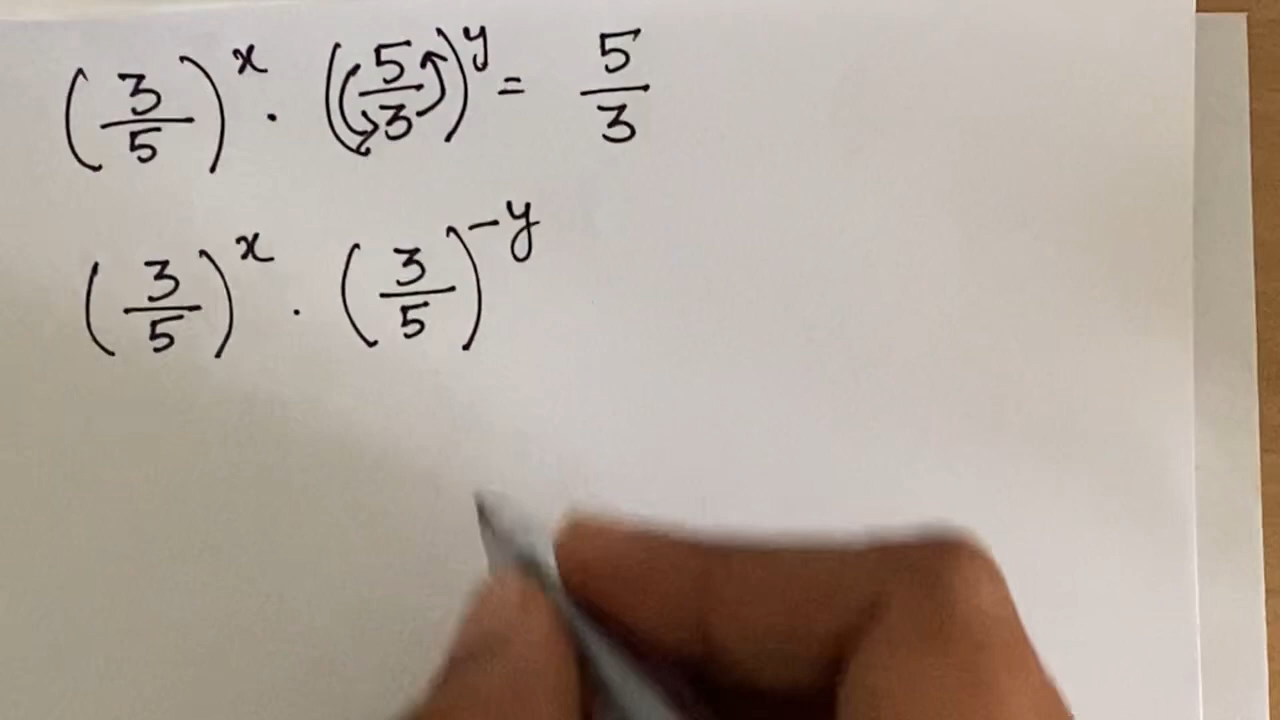 (3/5)^x · (5/3)^y = 5/3
(3/5)^x · (3/5)^-y